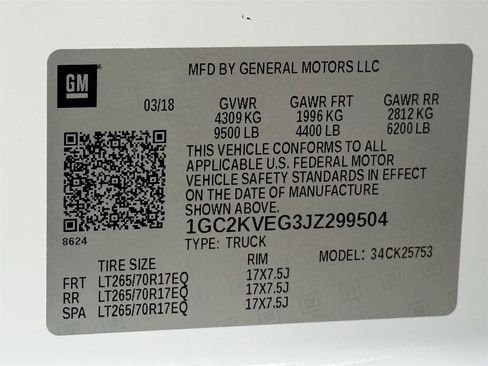 GM
MFD BY GENERAL MOTORS LLC
03/18 GVWR GAWR FRT GAWR RR
4309 KG 1996 KG 2812 KG
9500 LB 4400 LB 6200 LB
THIS VEHICLE CONFORMS TO ALL
APPLICABLE U.S. FEDERAL MOTOR
VEHICLE SAFETY STANDARDS IN EFFECT
ON THE DATE OF MANUFACTURE
SHOWN ABOVE.
8624
1GC2KVEG3JZ299504
TYPE: TRUCK MODEL: 34CK25753
TIRE SIZE RIM
FRT LT265/70R17EQ 17X7.5J
RR LT265/70R17EQ 17X7.5J
SPA LT265/70R17EQ 17X7.5J